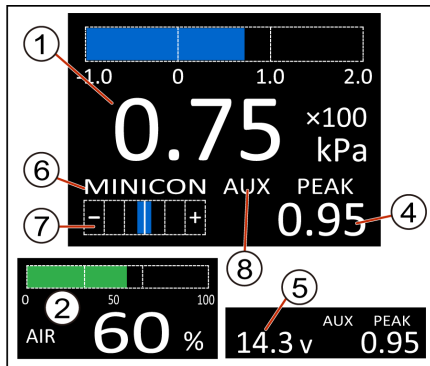 ①
-1.0 0 1.0 2.0
0.75 ×100 kPa
⑥ MINICON AUX PEAK
⑦ − + 0.95 ④
⑧
② 0 50 100
AIR 60 %
⑤
AUX PEAK
14.3 v 0.95